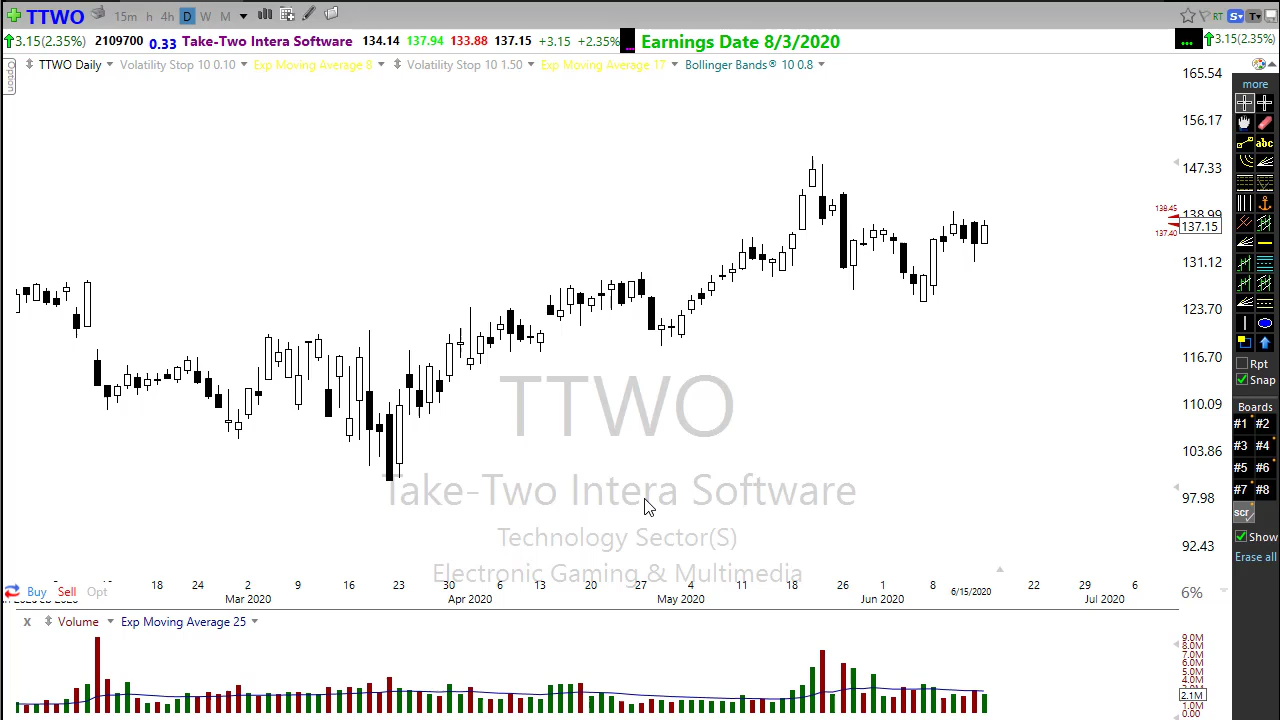 TTWO 15m h 4h D W M RT S T
3.15(2.35%) 2109700 0.33 Take-Two Intera Software 134.14 137.94 133.88 137.15 +3.15 +2.35% ... Earnings Date 8/3/2020 ... 3.15(2.35%)
Option TTWO Daily Volatility Stop 10 0.10 Exp Moving Average 8 Volatility Stop 10 1.50 Exp Moving Average 17 Bollinger Bands® 10 0.8
165.54
156.17
147.33
138.45
138.99
137.15
137.40
131.12
123.70
116.70
110.09
103.86
97.98
92.43
6%
more
abc
Rpt
Snap
Boards
#1 #2
#3 #4
#5 #6
#7 #8
scr
Show
Erase all
TTWO
Take-Two Intera Software
Technology Sector(S)
Electronic Gaming & Multimedia
18 24 2 9 16 23 30 6 13 20 27 4 11 18 26 1 8 6/15/2020 22 29 6
Mar 2020 Apr 2020 May 2020 Jun 2020 Jul 2020
Buy Sell Opt
x Volume Exp Moving Average 25
9.0M
8.0M
7.0M
6.0M
5.0M
4.0M
2.1M
1.0M
0.00